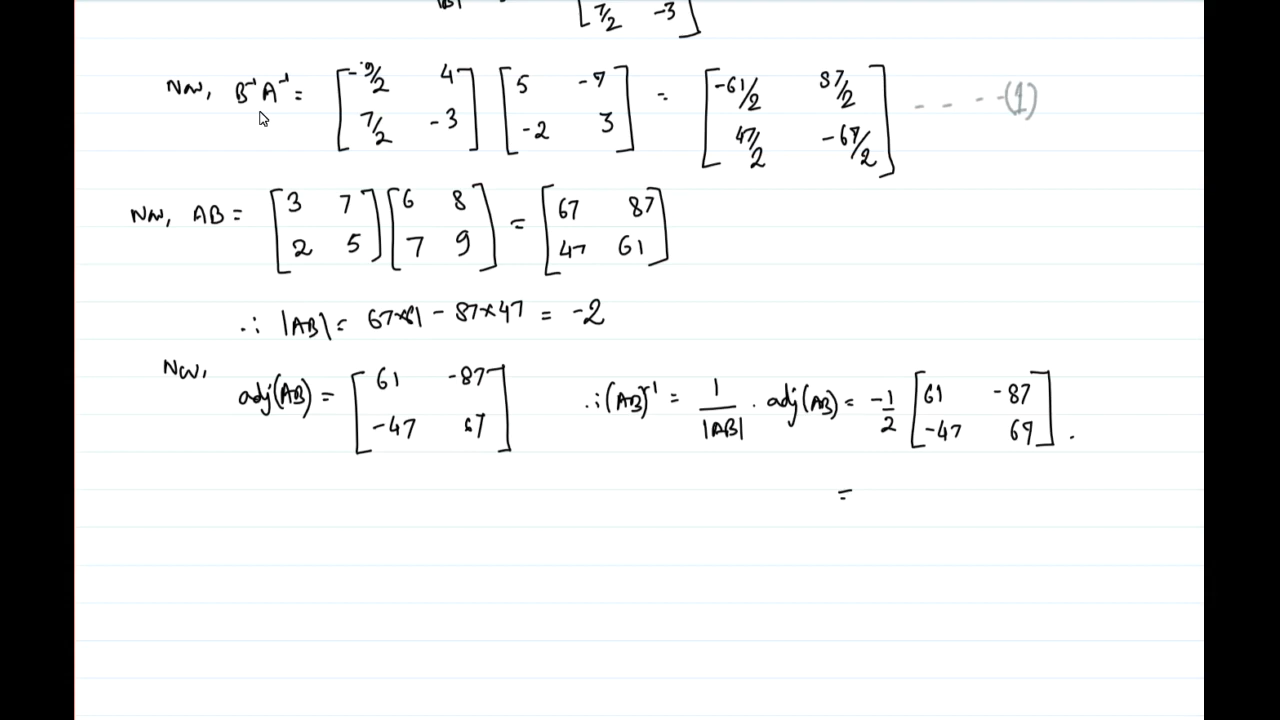 |B| [7/2 -3]
Now, B⁻¹A⁻¹ = [-9/2 4; 7/2 -3] [5 -7; -2 3] = [-61/2 87/2; 47/2 -67/2] - - - -(1)
Now, AB = [3 7; 2 5] [6 8; 7 9] = [67 87; 47 61]
∴ |AB| = 67×61 - 87×47 = -2
Now,
adj(AB) = [61 -87; -47 67] ∴ (AB)⁻¹ = 1/|AB| . adj(AB) = -1/2 [61 -87; -47 67] .
=